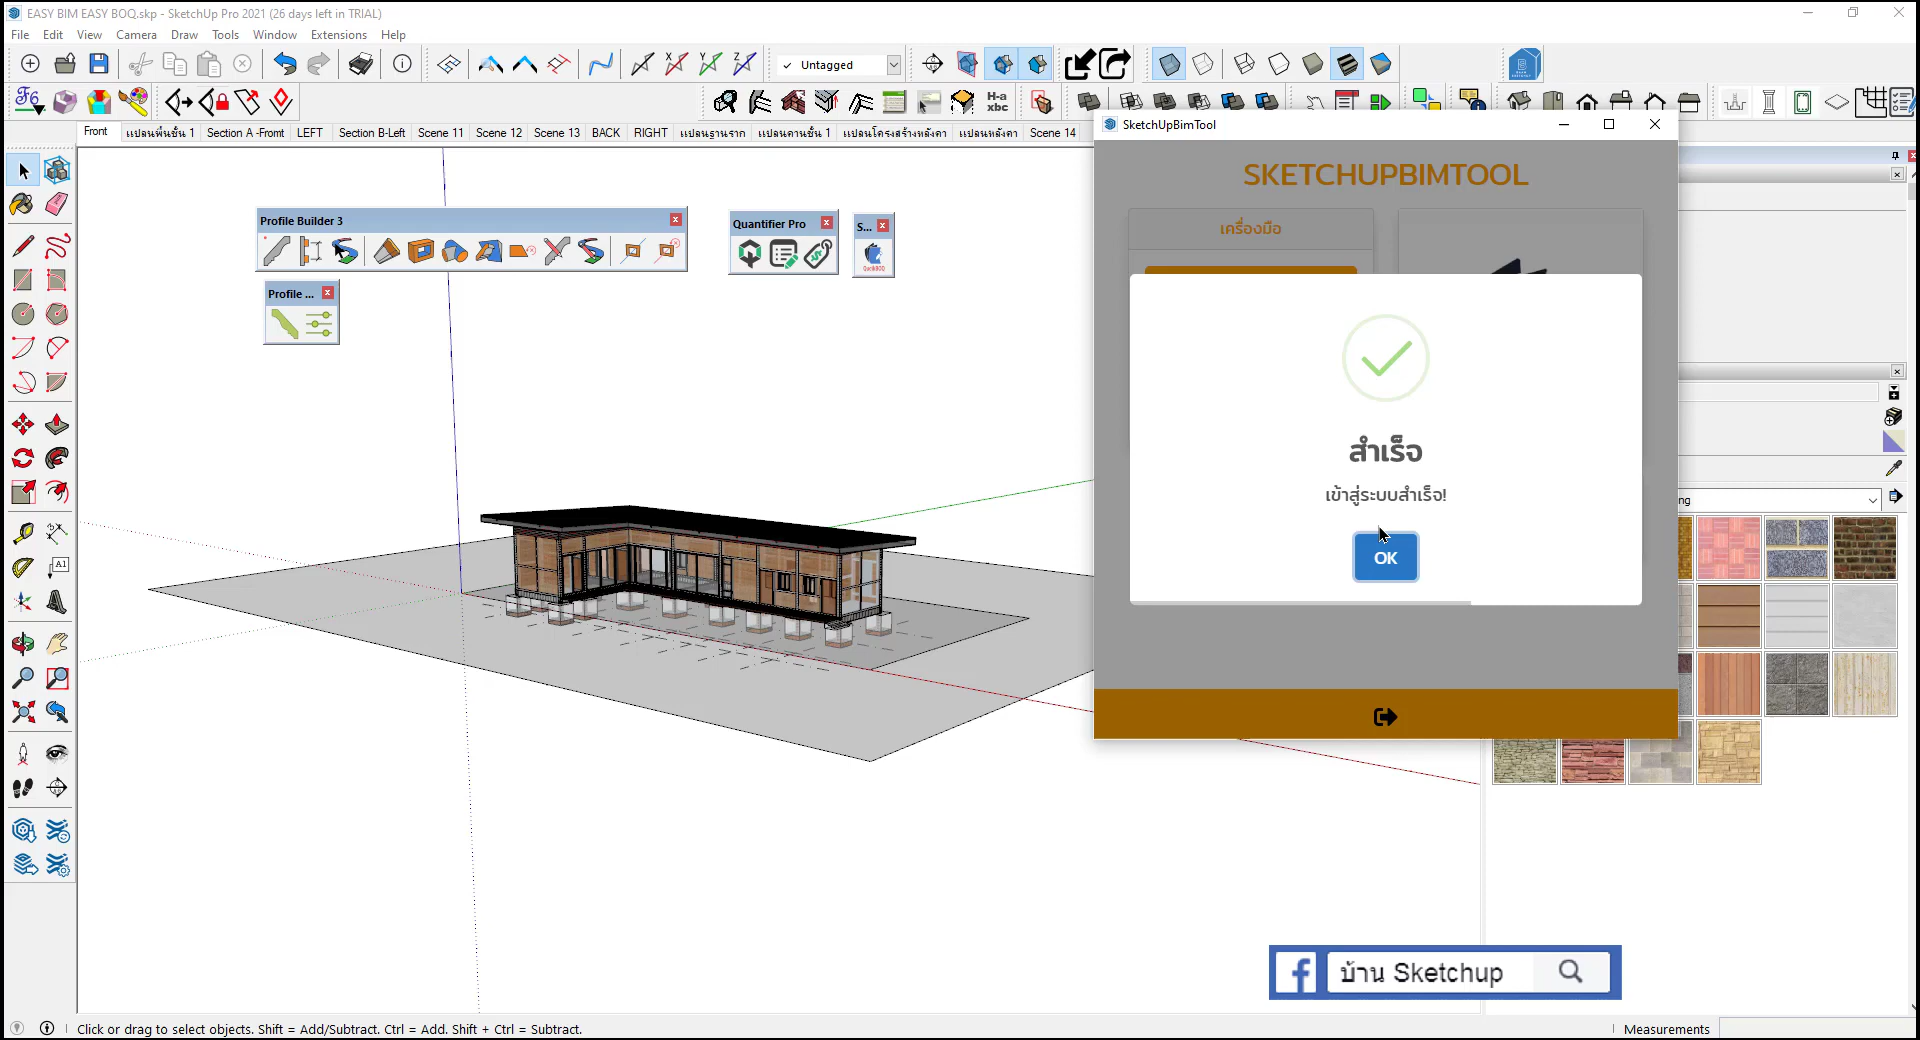 EASY BIM EASY BOQ.skp - SketchUp Pro 2021 (26 days left in TRIAL)
File Edit View Camera Draw Tools Window Extensions Help
Untagged
H-a
xbc
Front แปลนพื้นชั้น 1 Section A -Fromt LEFT Section B-Left Scene 11 Scene 12 Scene 13 BACK RIGHT แปลนฐานราก แปลนคานชั้น 1 แปลนโครงสร้างหลังคา แปลนหลังคา Scene 14
SketchUpBimTool
SKETCHUPBIMTOOL
เครื่องมือ
Profile Builder 3
Quantifier Pro
S...
Profile ...
สำเร็จ
เข้าสู่ระบบสำเร็จ!
OK
ng
A1
บ้าน Sketchup
Click or drag to select objects. Shift = Add/Subtract. Ctrl = Add. Shift + Ctrl = Subtract.
Measurements